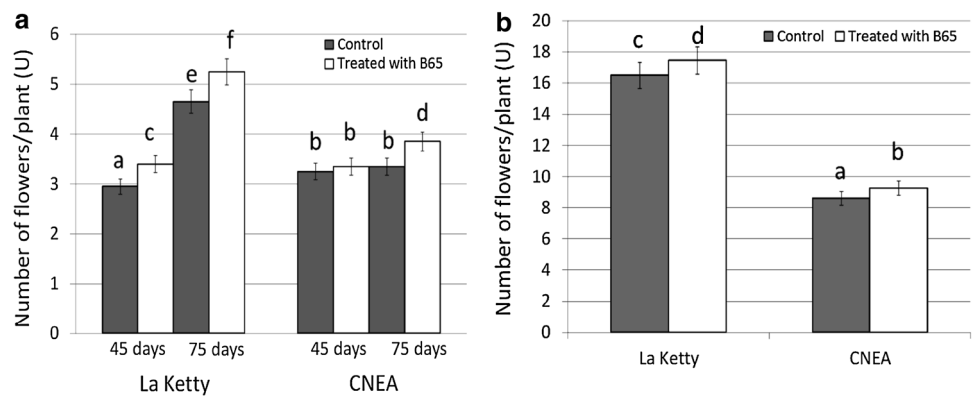 a
Number of flowers/plant (U)
6
5
4
3
2
1
0
Control
Treated with B65
a
c
e
f
b
b
b
d
45 days
75 days
45 days
75 days
La Ketty
CNEA
b
Number of flowers/plant (U)
20
18
16
14
12
10
8
6
4
2
0
Control
Treated with B65
c
d
a
b
La Ketty
CNEA